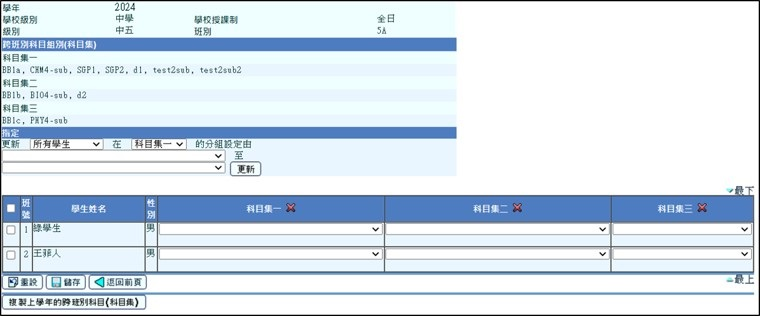 學年 2024
學校級別 中學 學校授課制 全日
級別 中五 班別 5A
跨班別科目組別(科目集)
科目集一
BB1a, CHM4-sub, SGP1, SGP2, d1, test2sub, test2sub2
科目集二
BB1b, BIO4-sub, d2
科目集三
BB1c, PHY4-sub
指定
更新 所有學生 在 科目集一 的分組設定由
至
更新
最下
班號 學生姓名 性別 科目集一 科目集二 科目集三
1 綠學生 男
2 王菲人 男
重設 儲存 返回前頁 最上
複製上學年的跨班別科目(科目集)